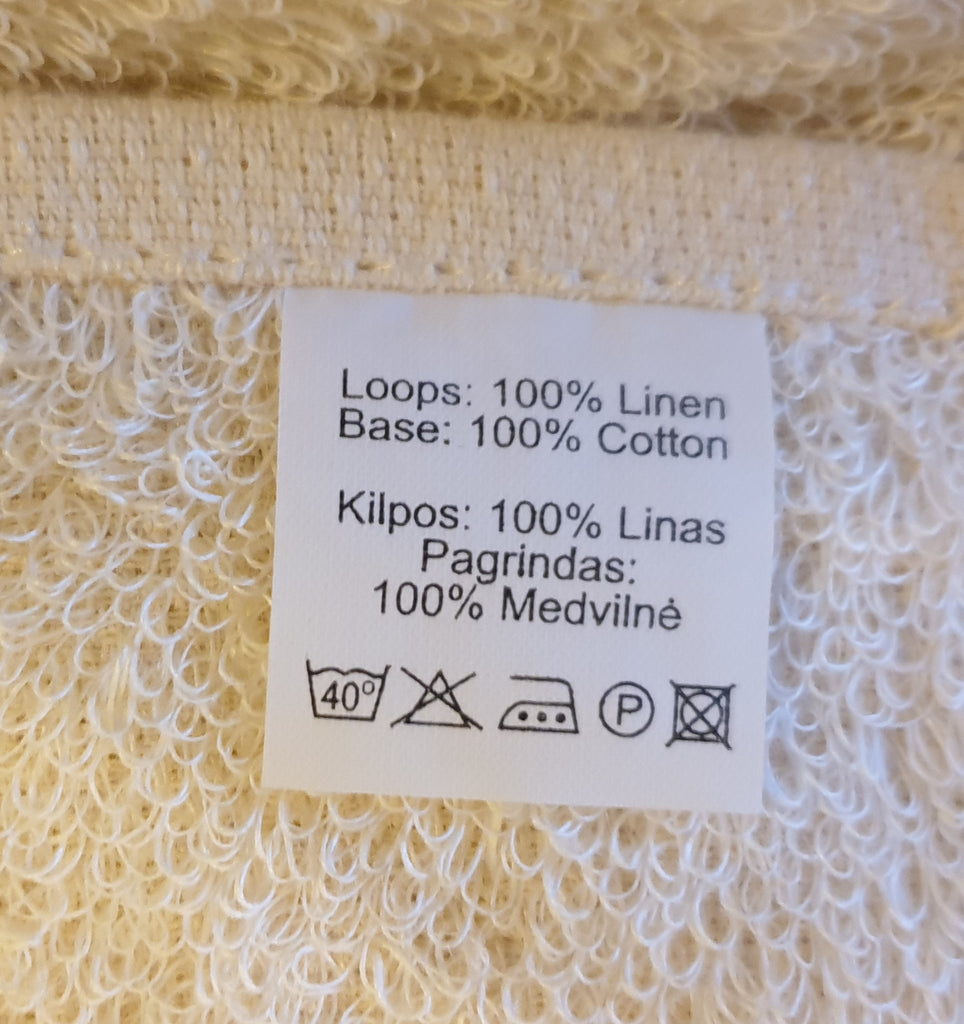 Loops: 100% Linen
Base: 100% Cotton
Kilpos: 100% Linas
Pagrindas:
100% Medvilnė
40° P